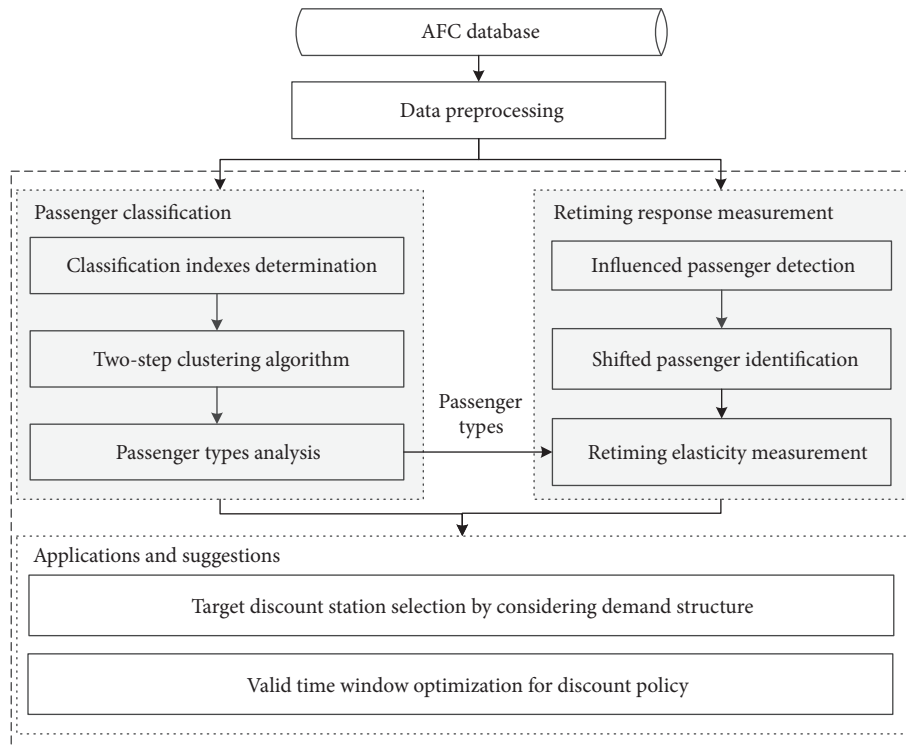 AFC database
Data preprocessing
Passenger classification
Classification indexes determination
Two-step clustering algorithm
Passenger types analysis
Passenger
types
Retiming response measurement
Influenced passenger detection
Shifted passenger identification
Retiming elasticity measurement
Applications and suggestions
Target discount station selection by considering demand structure
Valid time window optimization for discount policy